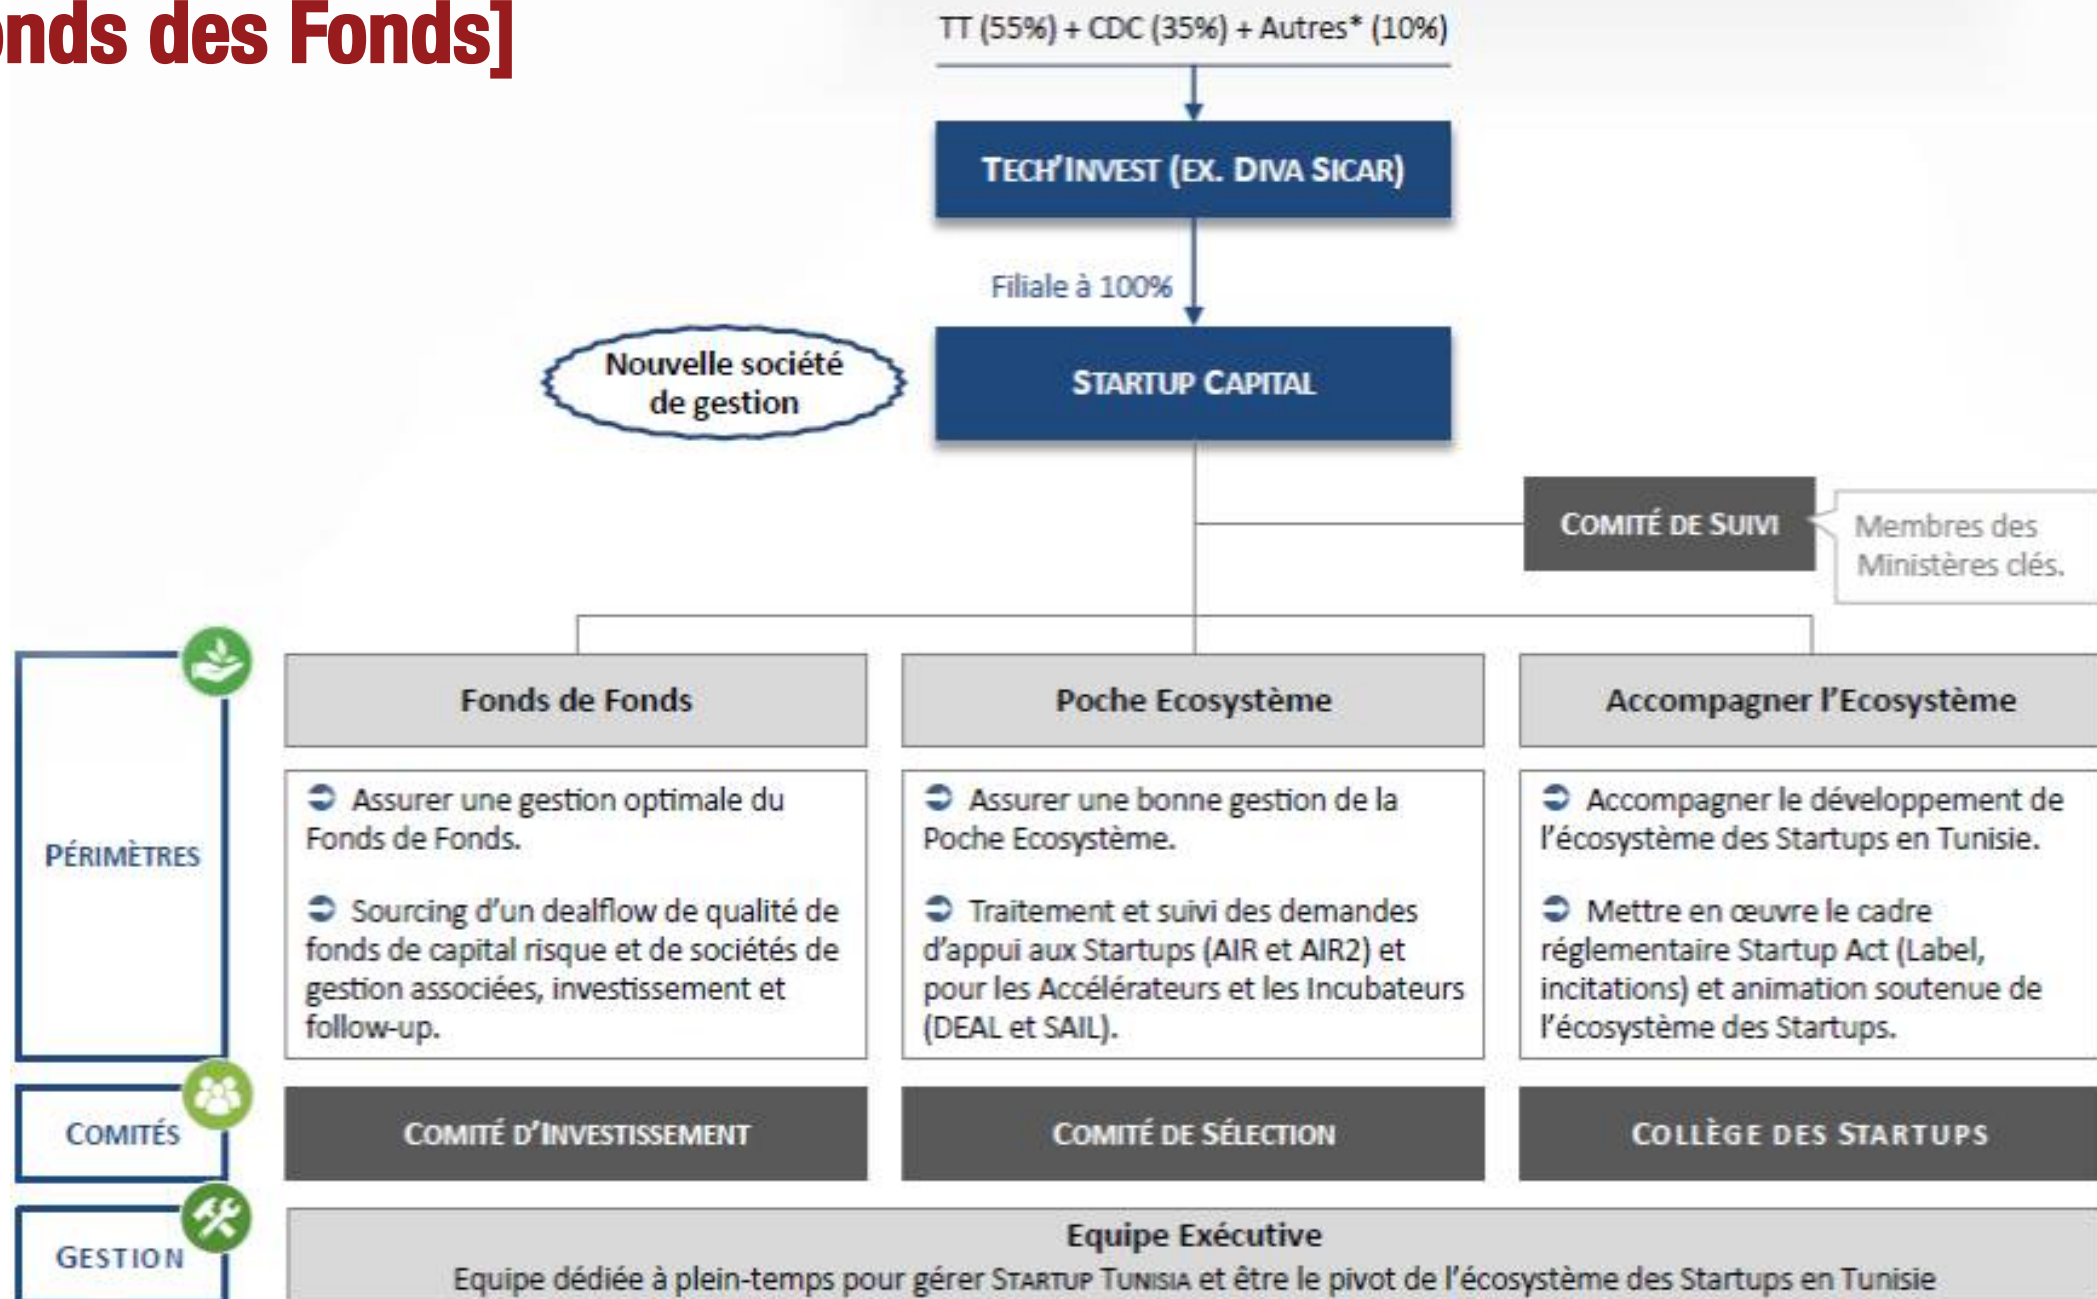 onds des Fonds]
TT (55%) + CDC (35%) + Autres* (10%)
TECH'INVEST (EX. DIVA SICAR)
Filiale à 100%
Nouvelle société
de gestion
STARTUP CAPITAL
COMITÉ DE SUIVI
Membres des
Ministères clés.
PÉRIMÈTRES
Fonds de Fonds
➲ Assurer une gestion optimale du
Fonds de Fonds.
➲ Sourcing d'un dealflow de qualité de
fonds de capital risque et de sociétés de
gestion associées, investissement et
follow-up.
Poche Ecosystème
➲ Assurer une bonne gestion de la
Poche Ecosystème.
➲ Traitement et suivi des demandes
d'appui aux Startups (AIR et AIR2) et
pour les Accélérateurs et les Incubateurs
(DEAL et SAIL).
Accompagner l'Ecosystème
➲ Accompagner le développement de
l'écosystème des Startups en Tunisie.
➲ Mettre en œuvre le cadre
réglementaire Startup Act (Label,
incitations) et animation soutenue de
l'écosystème des Startups.
COMITÉS
COMITÉ D'INVESTISSEMENT
COMITÉ DE SÉLECTION
COLLÈGE DES STARTUPS
GESTION
Equipe Exécutive
Equipe dédiée à plein-temps pour gérer STARTUP TUNISIA et être le pivot de l'écosystème des Startups en Tunisie